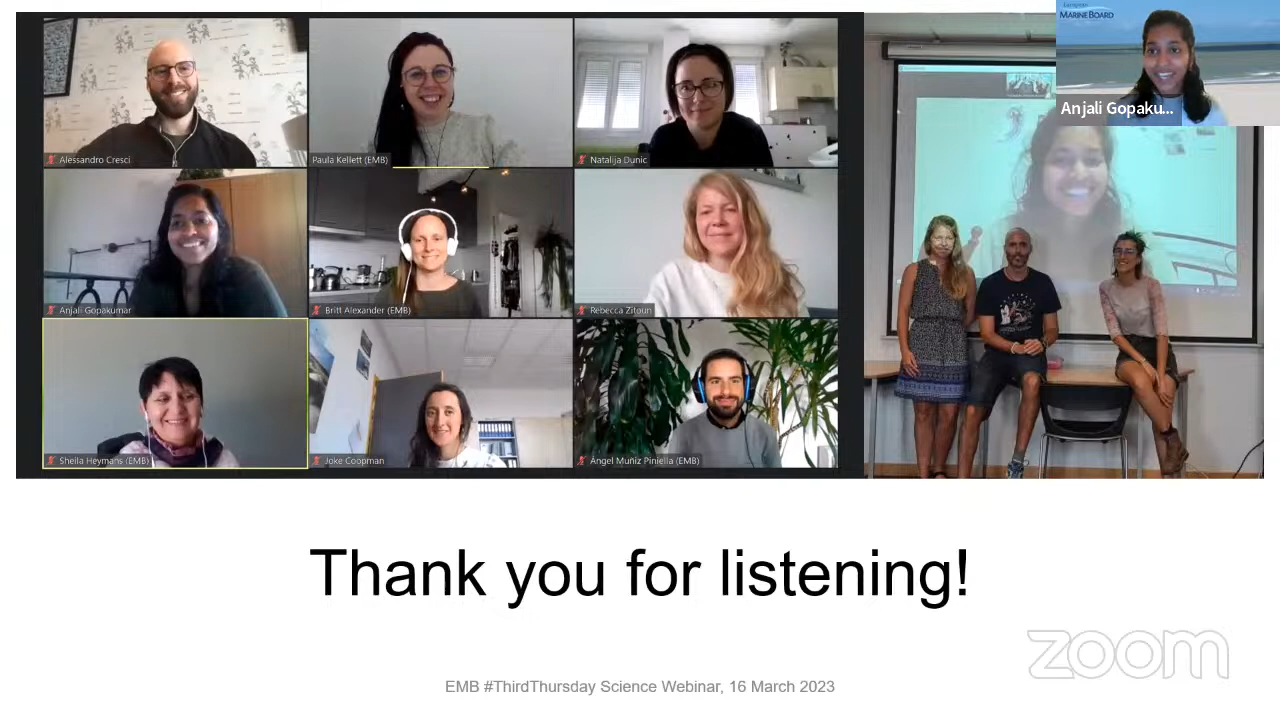 MARINE BOARD
Anjali Gopaku...
Alessandro Cresci
Paula Kellett (EMB)
Natalija Dunic
Anjali Gopakumar
Britt Alexander (EMB)
Rebecca Zitoun
Sheila Heymans (EMB)
Joke Coopman
Ángel Muñiz Piniella (EMB)
Thank you for listening!
zoom
EMB #ThirdThursday Science Webinar, 16 March 2023